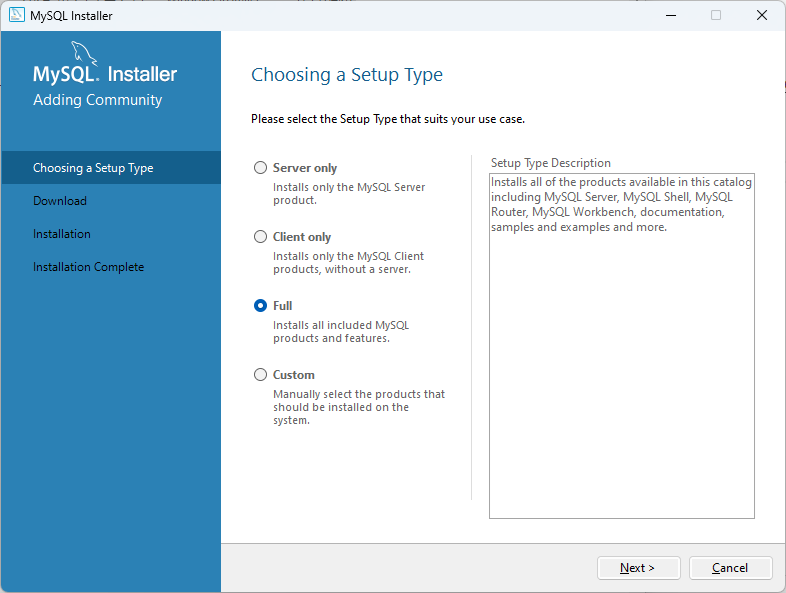 MySQL Installer
MySQL. Installer
Adding Community
Choosing a Setup Type
Download
Installation
Installation Complete
Choosing a Setup Type
Please select the Setup Type that suits your use case.
Server only
Installs only the MySQL Server
product.
Client only
Installs only the MySQL Client
products, without a server.
Full
Installs all included MySQL
products and features.
Custom
Manually select the products that
should be installed on the
system.
Setup Type Description
Installs all of the products available in this catalog
including MySQL Server, MySQL Shell, MySQL
Router, MySQL Workbench, documentation,
samples and examples and more.
Next >
Cancel